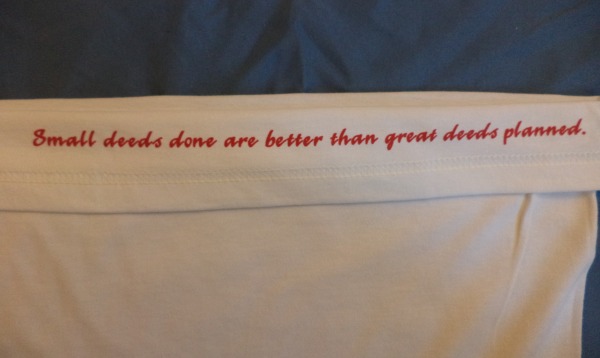 Small deeds done are better than great deeds planned.